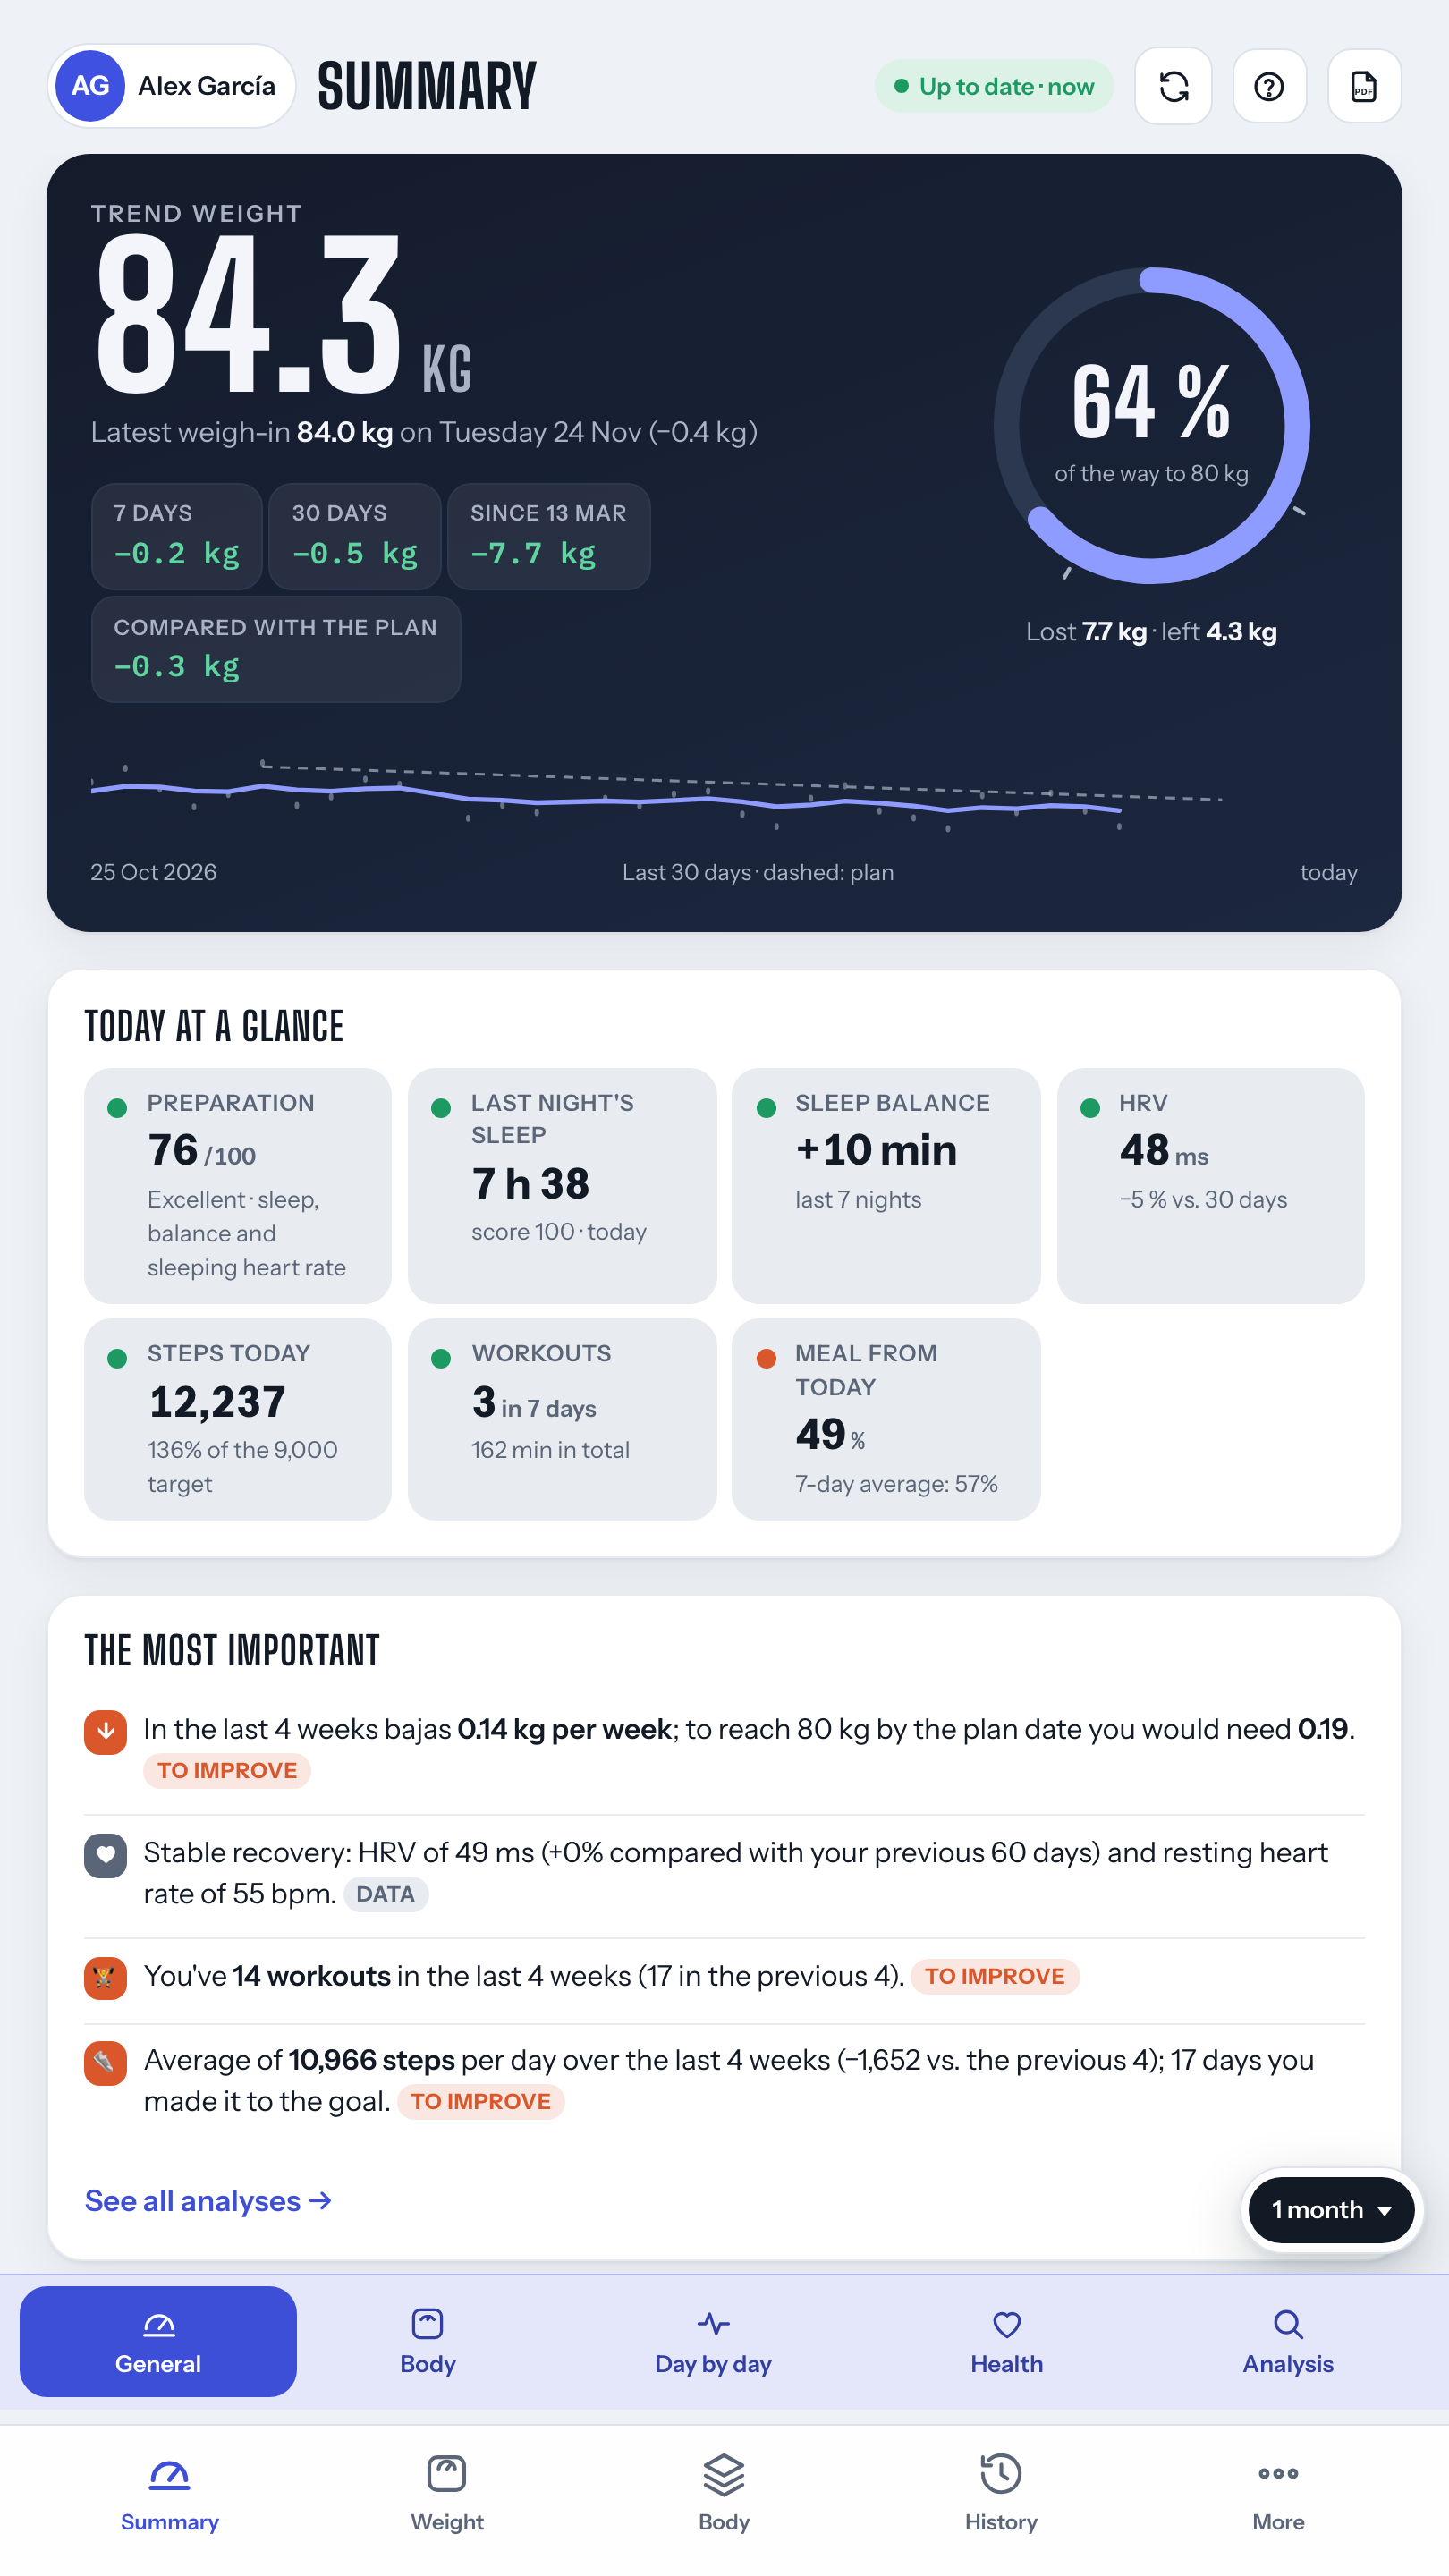 AG Alex García SUMMARY Up to date · now PDF
TREND WEIGHT
84.3 KG
Latest weigh-in 84.0 kg on Tuesday 24 Nov (−0.4 kg)
7 DAYS
−0.2 kg
30 DAYS
−0.5 kg
SINCE 13 MAR
−7.7 kg
COMPARED WITH THE PLAN
−0.3 kg
64 %
of the way to 80 kg
Lost 7.7 kg · left 4.3 kg
25 Oct 2026
Last 30 days · dashed: plan
today
TODAY AT A GLANCE
PREPARATION
76 /100
Excellent · sleep,
balance and
sleeping heart rate
LAST NIGHT'S
SLEEP
7 h 38
score 100 · today
SLEEP BALANCE
+10 min
last 7 nights
HRV
48 ms
−5 % vs. 30 days
STEPS TODAY
12,237
136% of the 9,000
target
WORKOUTS
3 in 7 days
162 min in total
MEAL FROM
TODAY
49 %
7-day average: 57%
THE MOST IMPORTANT
In the last 4 weeks bajas 0.14 kg per week; to reach 80 kg by the plan date you would need 0.19.
TO IMPROVE
Stable recovery: HRV of 49 ms (+0% compared with your previous 60 days) and resting heart
rate of 55 bpm. DATA
You've 14 workouts in the last 4 weeks (17 in the previous 4). TO IMPROVE
Average of 10,966 steps per day over the last 4 weeks (−1,652 vs. the previous 4); 17 days you
made it to the goal. TO IMPROVE
See all analyses →
1 month
General
Body
Day by day
Health
Analysis
Summary
Weight
Body
History
More